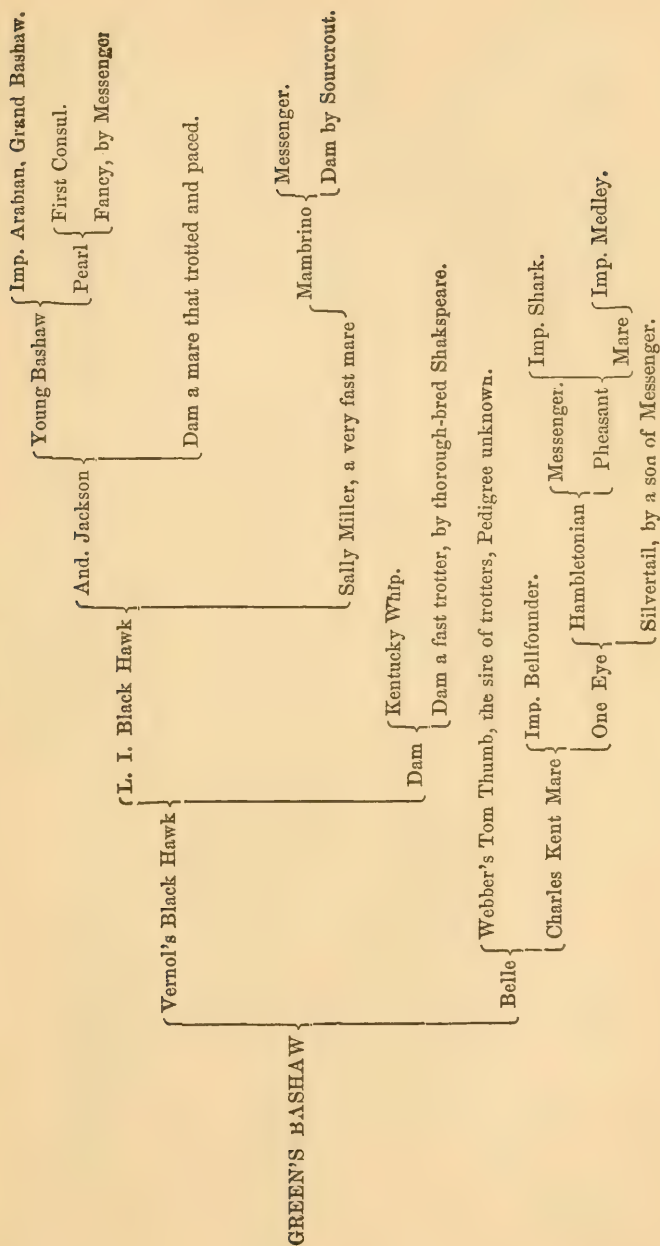 GREEN'S BASHAW
Vernol's Black Hawk
L. I. Black Hawk
And. Jackson
Young Bashaw
Imp. Arabian, Grand Bashaw.
Pearl
First Consul.
Fancy, by Messenger
Dam a mare that trotted and paced.
Sally Miller, a very fast mare
Mambrino
Messenger.
Dam by Sourcrout.
Dam
Kentucky Whip.
Dam a fast trotter, by thorough-bred Shakspeare.
Belle
Webber's Tom Thumb, the sire of trotters, Pedigree unknown.
Charles Kent Mare
Imp. Bellfounder.
One Eye
Hambletonian
Messenger.
Pheasant
Imp. Shark.
Mare
Imp. Medley.
Silvertail, by a son of Messenger.